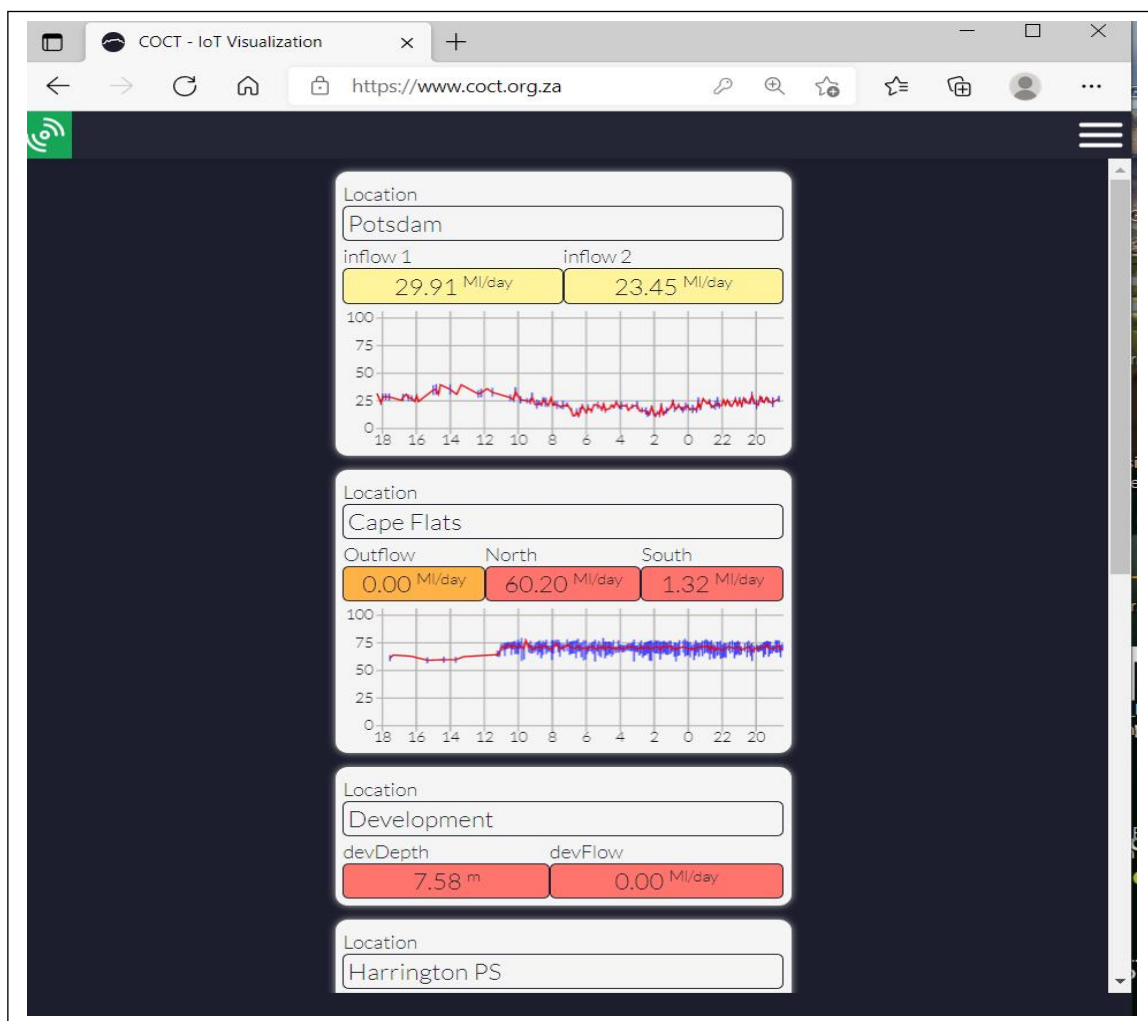 COCT - IoT Visualization
https://www.coct.org.za
Location
Potsdam
inflow 1 inflow 2
29.91 Ml/day 23.45 Ml/day
100
75
50
25
0
18 16 14 12 10 8 6 4 2 0 22 20
Location
Cape Flats
Outflow North South
0.00 Ml/day 60.20 Ml/day 1.32 Ml/day
100
75
50
25
0
18 16 14 12 10 8 6 4 2 0 22 20
Location
Development
devDepth devFlow
7.58 m 0.00 Ml/day
Location
Harrington PS